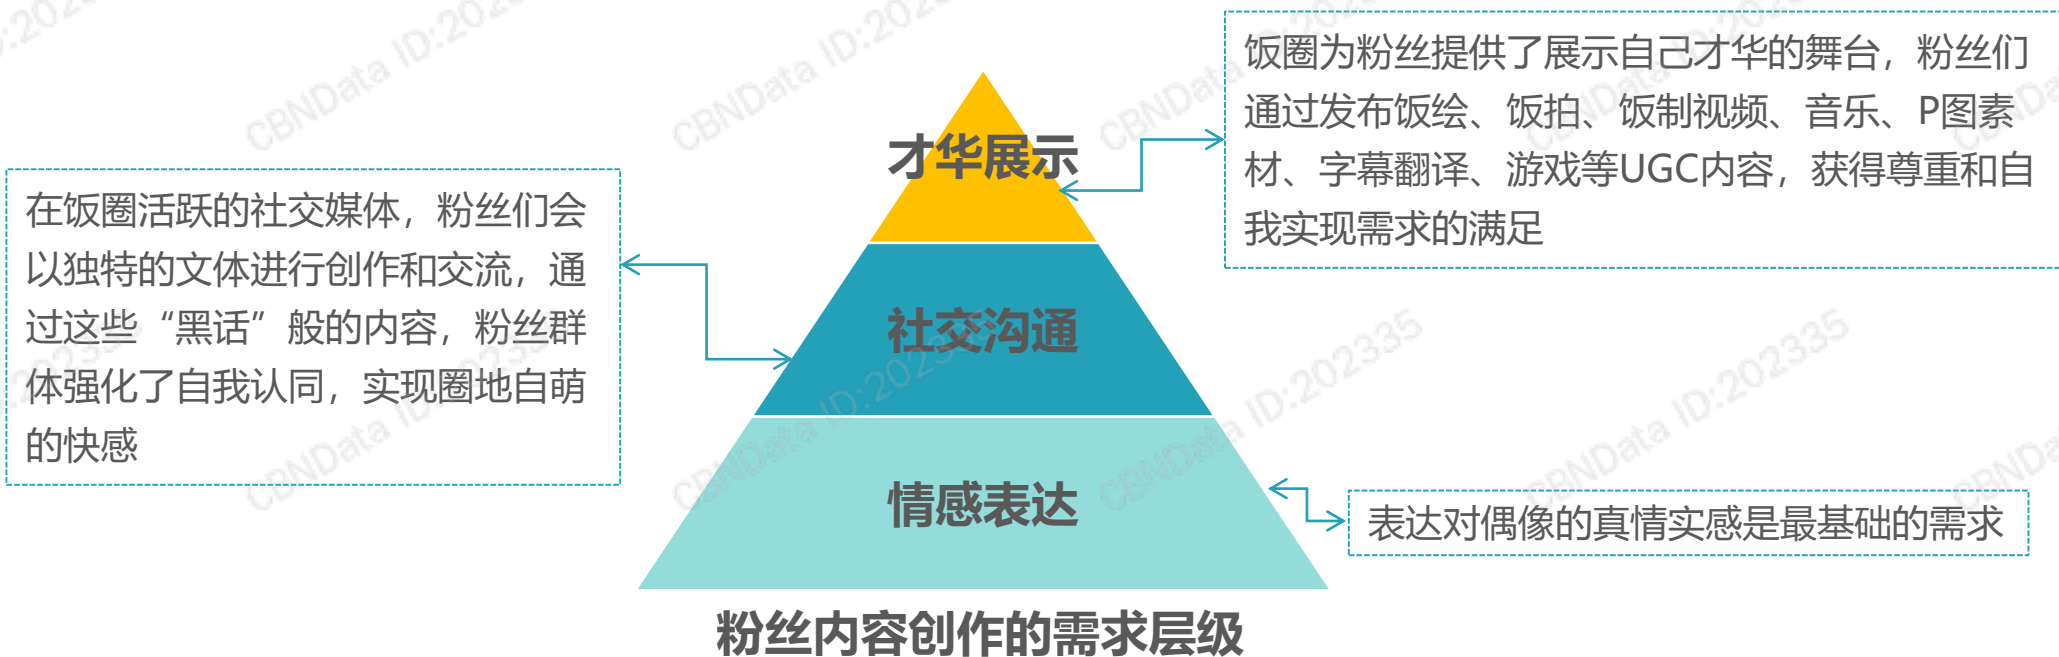 饭圈为粉丝提供了展示自己才华的舞台，粉丝们
通过发布饭绘、饭拍、饭制视频、音乐、P图素
材、字幕翻译、游戏等UGC内容，获得尊重和自
我实现需求的满足
才华展示
在饭圈活跃的社交媒体，粉丝们会
以独特的文体进行创作和交流，通
过这些“黑话”般的内容，粉丝群
体强化了自我认同，实现圈地自萌
的快感
社交沟通
情感表达
表达对偶像的真情实感是最基础的需求
粉丝内容创作的需求层级
CBNData ID:202335